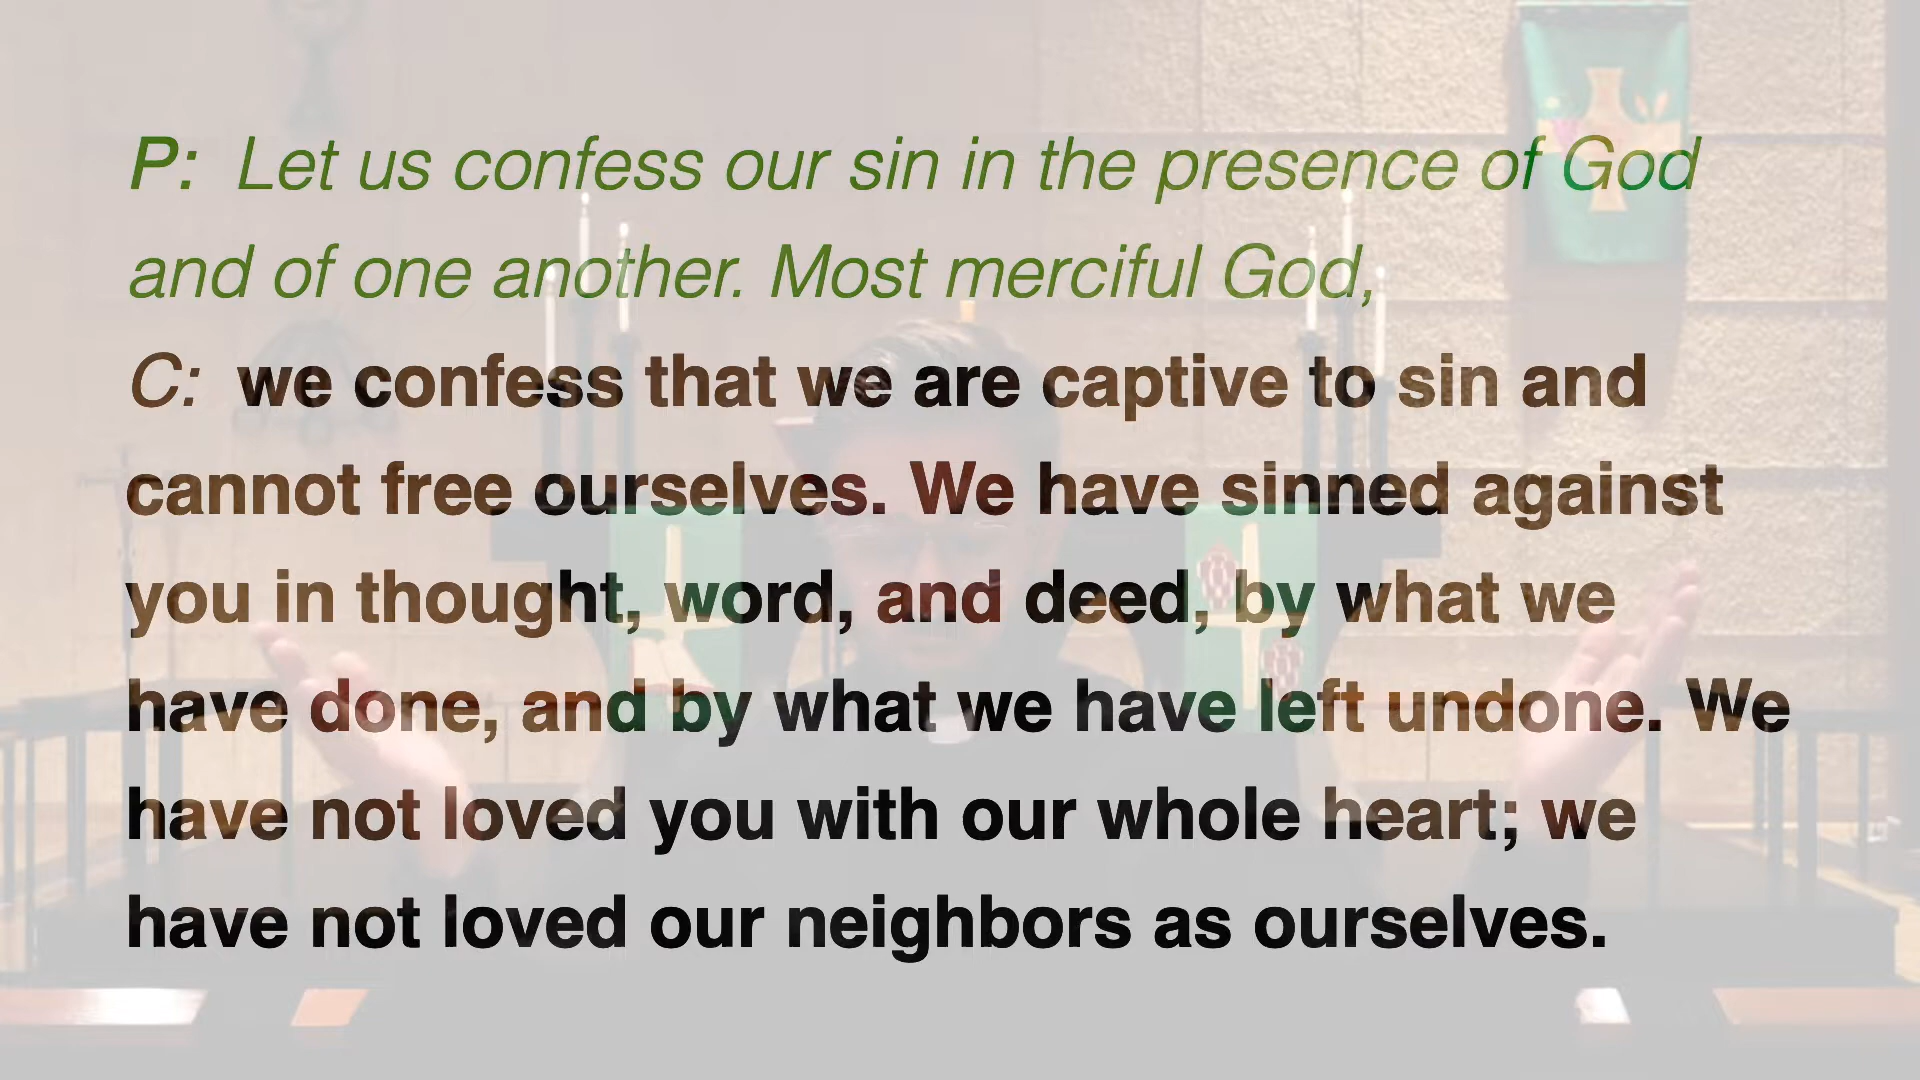 P: Let us confess our sin in the presence of God
and of one another. Most merciful God,
C: we confess that we are captive to sin and
cannot free ourselves. We have sinned against
you in thought, word, and deed, by what we
have done, and by what we have left undone. We
have not loved you with our whole heart; we
have not loved our neighbors as ourselves.